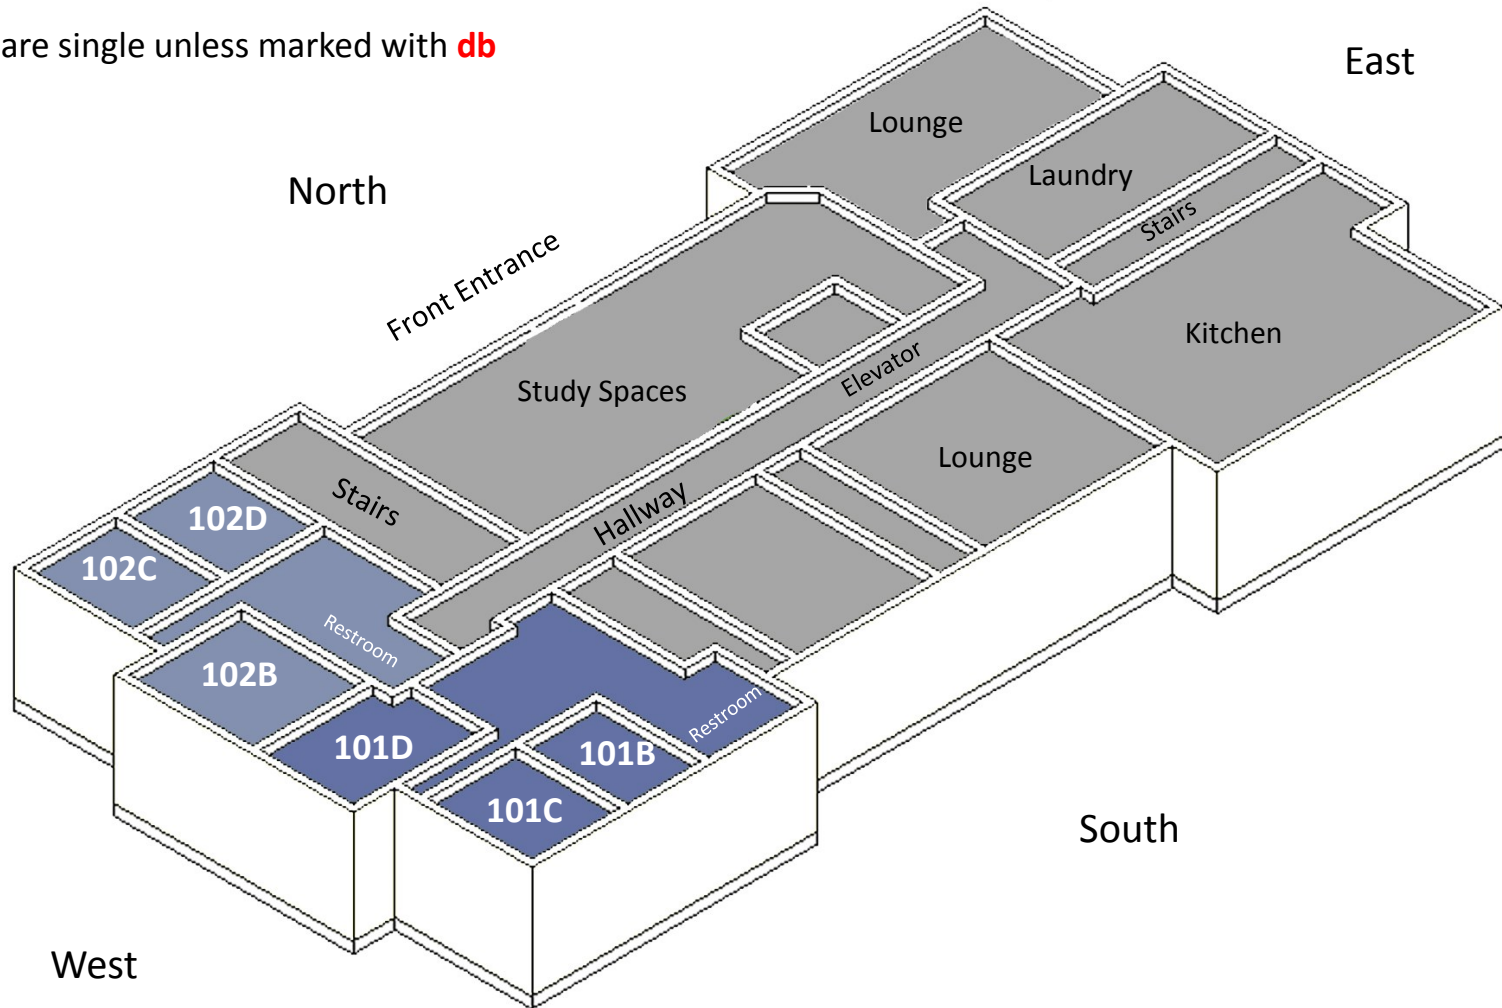 are single unless marked with db
East
Lounge
North
Laundry
Stairs
Front Entrance
Kitchen
Elevator
Study Spaces
Lounge
Stairs
Hallway
102D
102C
Restroom
102B
Restroom
101D
101B
101C
South
West